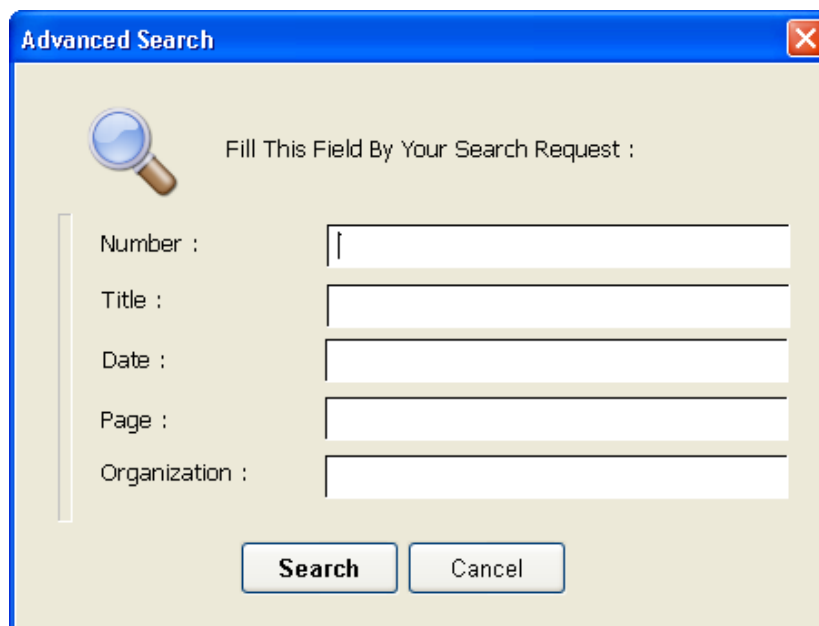 Advanced Search
Fill This Field By Your Search Request :
Number :
Title :
Date :
Page :
Organization :
Search Cancel